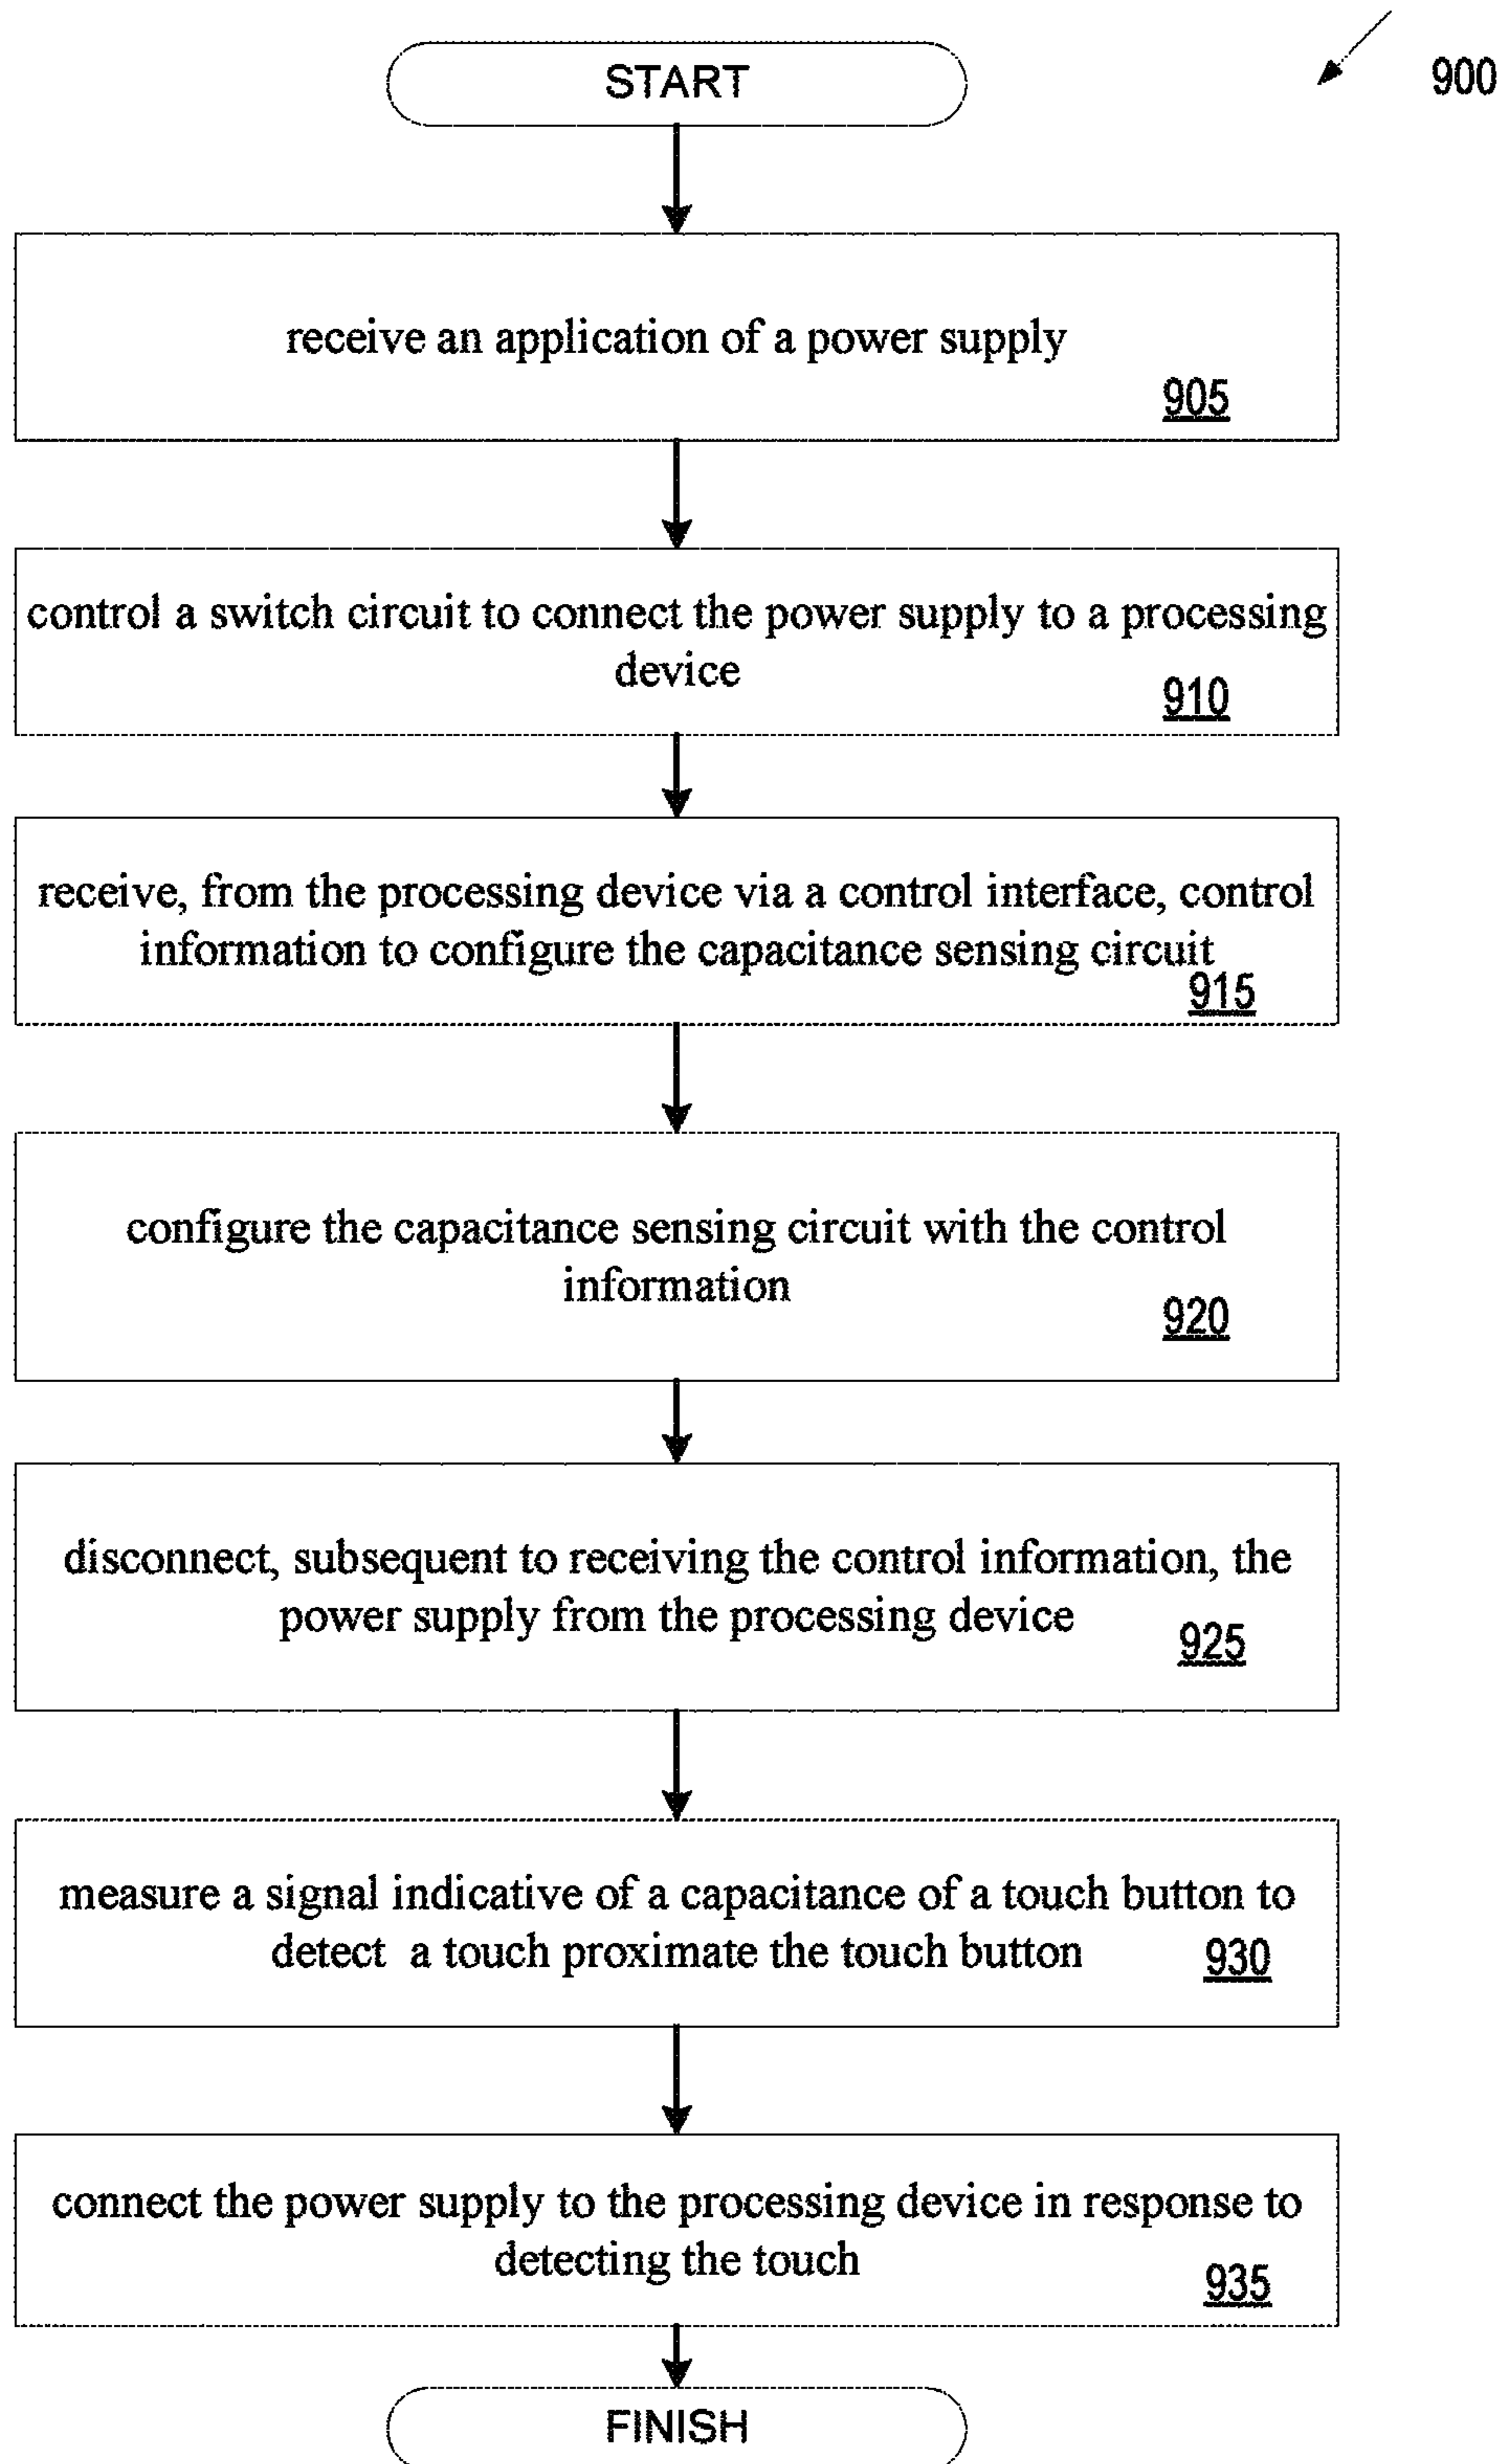 START
900
receive an application of a power supply
905
control a switch circuit to connect the power supply to a processing
device
910
receive, from the processing device via a control interface, control
information to configure the capacitance sensing circuit
915
configure the capacitance sensing circuit with the control
information
920
disconnect, subsequent to receiving the control information, the
power supply from the processing device
925
measure a signal indicative of a capacitance of a touch button to
detect a touch proximate the touch button
930
connect the power supply to the processing device in response to
detecting the touch
935
FINISH